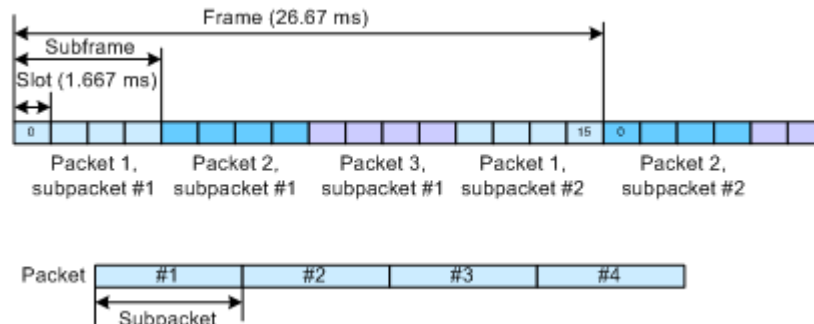 Frame (26.67 ms)
Subframe
Slot (1.667 ms)
0
15
0
Packet 1,
subpacket #1
Packet 2,
subpacket #1
Packet 3,
subpacket #1
Packet 1,
subpacket #2
Packet 2,
subpacket #2
Packet
#1
#2
#3
#4
Subpacket